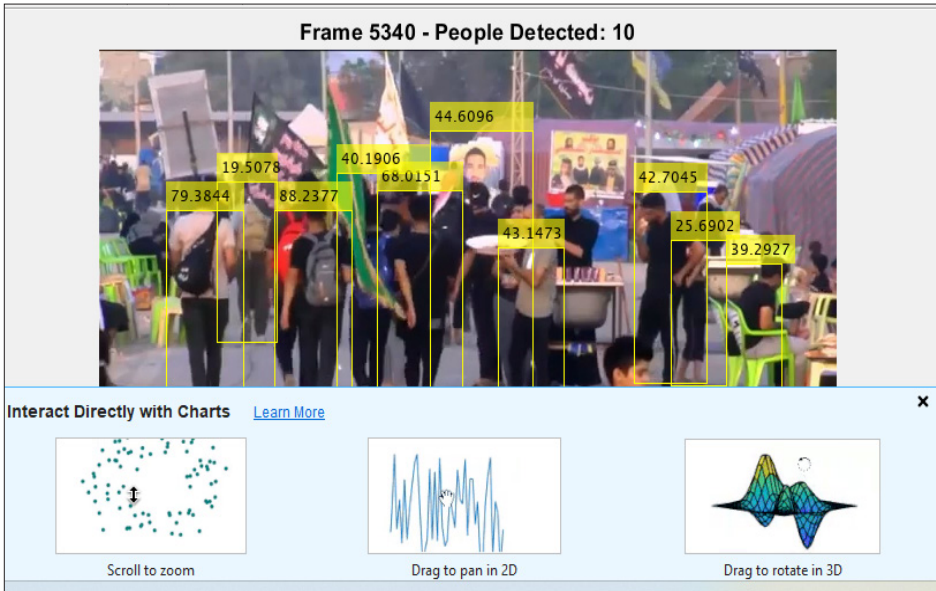 Frame 5340 - People Detected: 10
44.6096
40.1906
19.5078
68.0151
42.7045
79.3844
88.2377
25.6902
43.1473
39.2927
Interact Directly with Charts Learn More
Scroll to zoom
Drag to pan in 2D
Drag to rotate in 3D